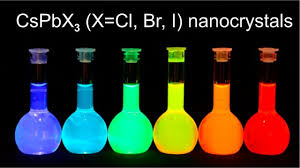 CsPbX₃ (X=Cl, Br, I) nanocrystals